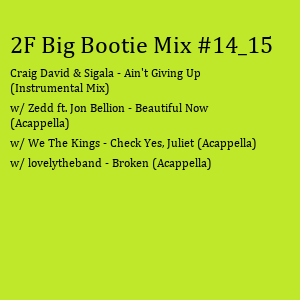 2F Big Bootie Mix #14_15
Craig David & Sigala - Ain't Giving Up
(Instrumental Mix)
w/ Zedd ft. Jon Bellion - Beautiful Now
(Acappella)
w/ We The Kings - Check Yes, Juliet (Acappella)
w/ lovelytheband - Broken (Acappella)